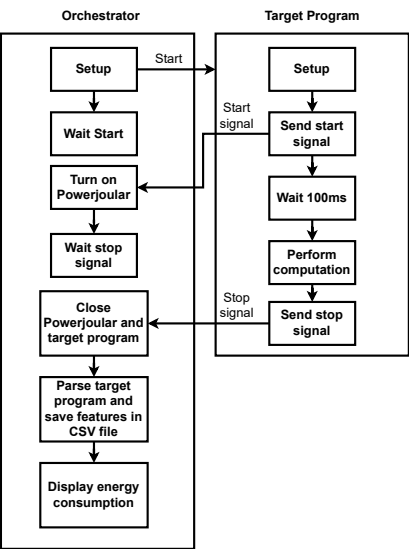 Orchestrator
Target Program
Setup
Start
Setup
Wait Start
Start
signal
Send start
signal
Turn on
Powerjoular
Wait 100ms
Wait stop
signal
Perform
computation
Close
Powerjoular and
target program
Stop
signal
Send stop
signal
Parse target
program and
save features in
CSV file
Display energy
consumption